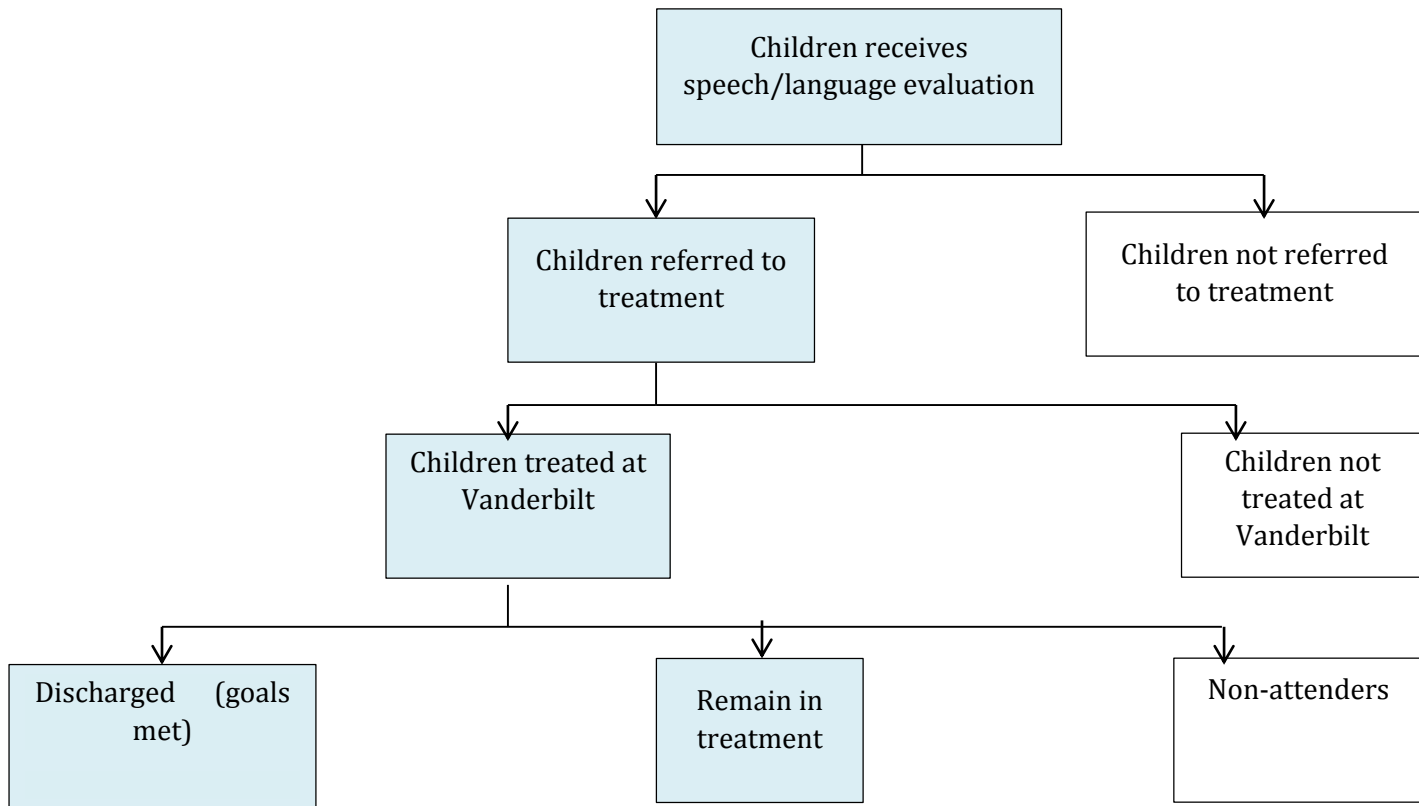 Children receives
speech/language evaluation
Children referred to
treatment
Children not referred
to treatment
Children treated at
Vanderbilt
Children not
treated at
Vanderbilt
Discharged (goals
met)
Remain in
treatment
Non-attenders